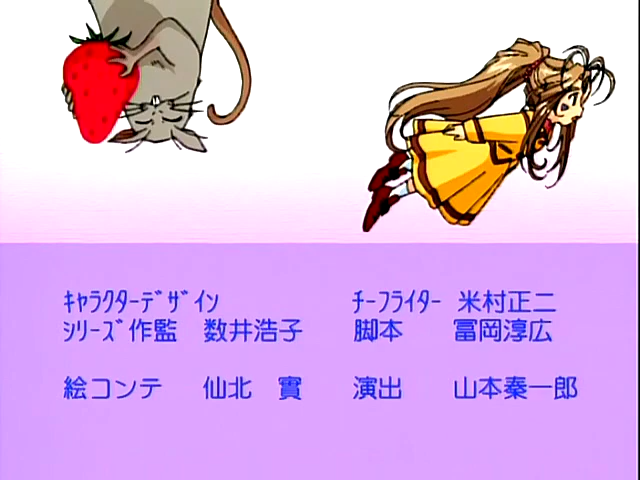 ｷｬﾗｸﾀｰﾃﾞｻﾞｲﾝ
ｼﾘｰｽﾞ作監 数井浩子
ﾁｰﾌﾗｲﾀｰ 米村正二
脚本 冨岡淳広
絵コンテ 仙北 實
演出 山本秦一郎